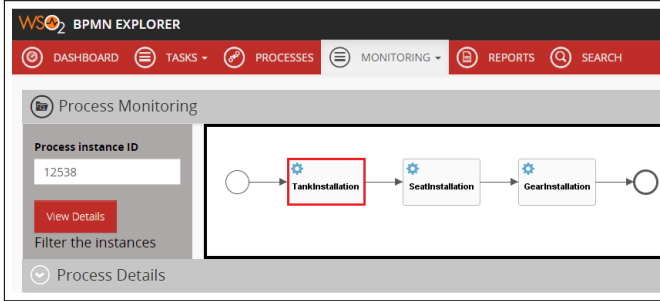 WSO2 BPMN EXPLORER
DASHBOARD TASKS PROCESSES MONITORING REPORTS SEARCH
Process Monitoring
Process instance ID
12538
TankInstallation SeatInstallation GearInstallation
View Details
Filter the instances
Process Details